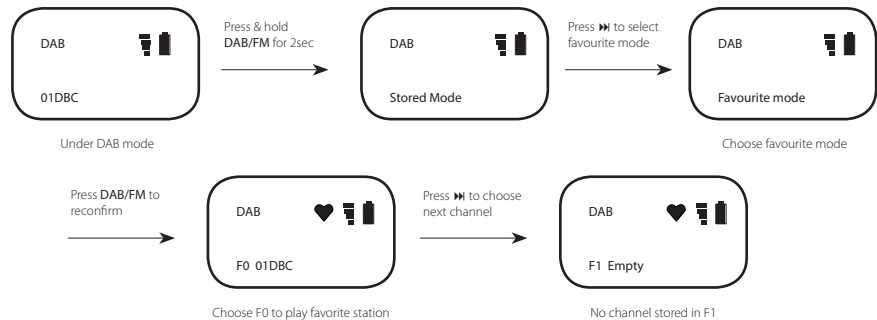 DAB
01DBC
Under DAB mode
Press & hold
DAB/FM for 2sec
DAB
Stored Mode
Press ⏭ to select
favourite mode
DAB
Favourite mode
Choose favourite mode
Press DAB/FM to
reconfirm
DAB
F0 01DBC
Choose F0 to play favorite station
Press ⏭ to choose
next channel
DAB
F1 Empty
No channel stored in F1